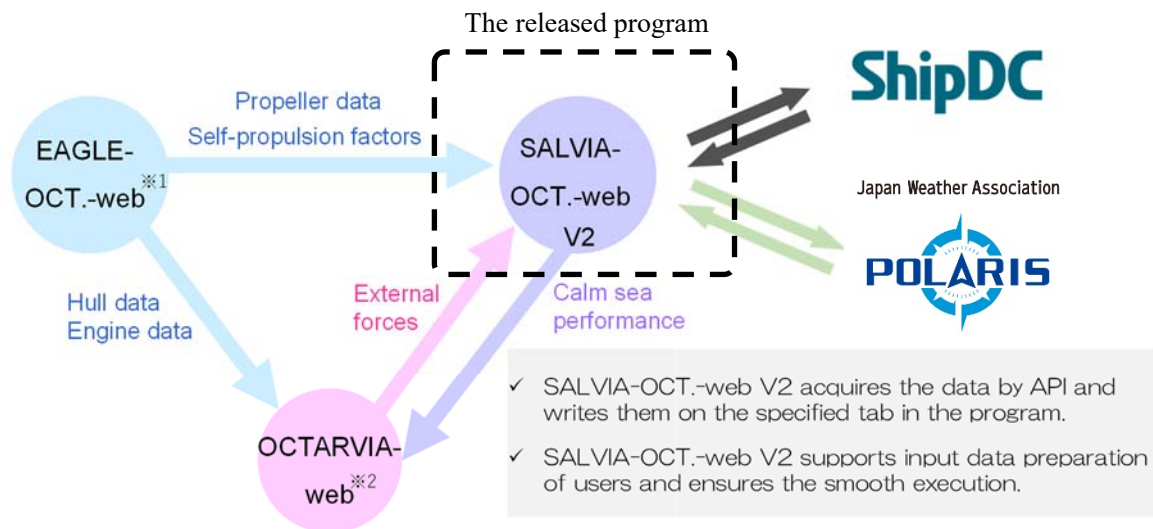 The released program
Propeller data
Self-propulsion factors
EAGLE-
OCT.-web※1
SALVIA-
OCT.-web
V2
ShipDC
Japan Weather Association
POLARIS
Hull data
Engine data
External
forces
Calm sea
performance
OCTARVIA-
web※2
✓ SALVIA-OCT.-web V2 acquires the data by API and
writes them on the specified tab in the program.
✓ SALVIA-OCT.-web V2 supports input data preparation
of users and ensures the smooth execution.